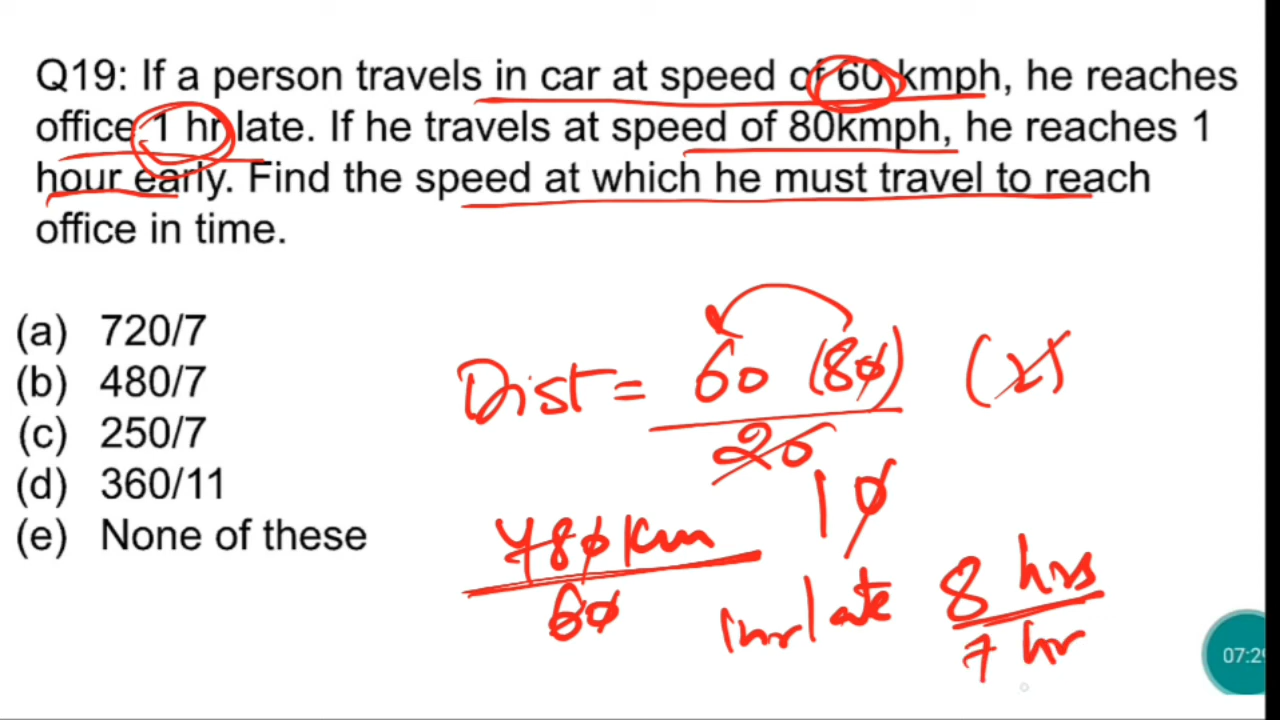 Q19: If a person travels in car at speed of 60 kmph, he reaches
office 1 hr late. If he travels at speed of 80kmph, he reaches 1
hour early. Find the speed at which he must travel to reach
office in time.
(a) 720/7
(b) 480/7
(c) 250/7
(d) 360/11
(e) None of these
Dist = 60 (80) (2)
20
10
480 km
60
1hr late
8 hrs
7 hr
07:29